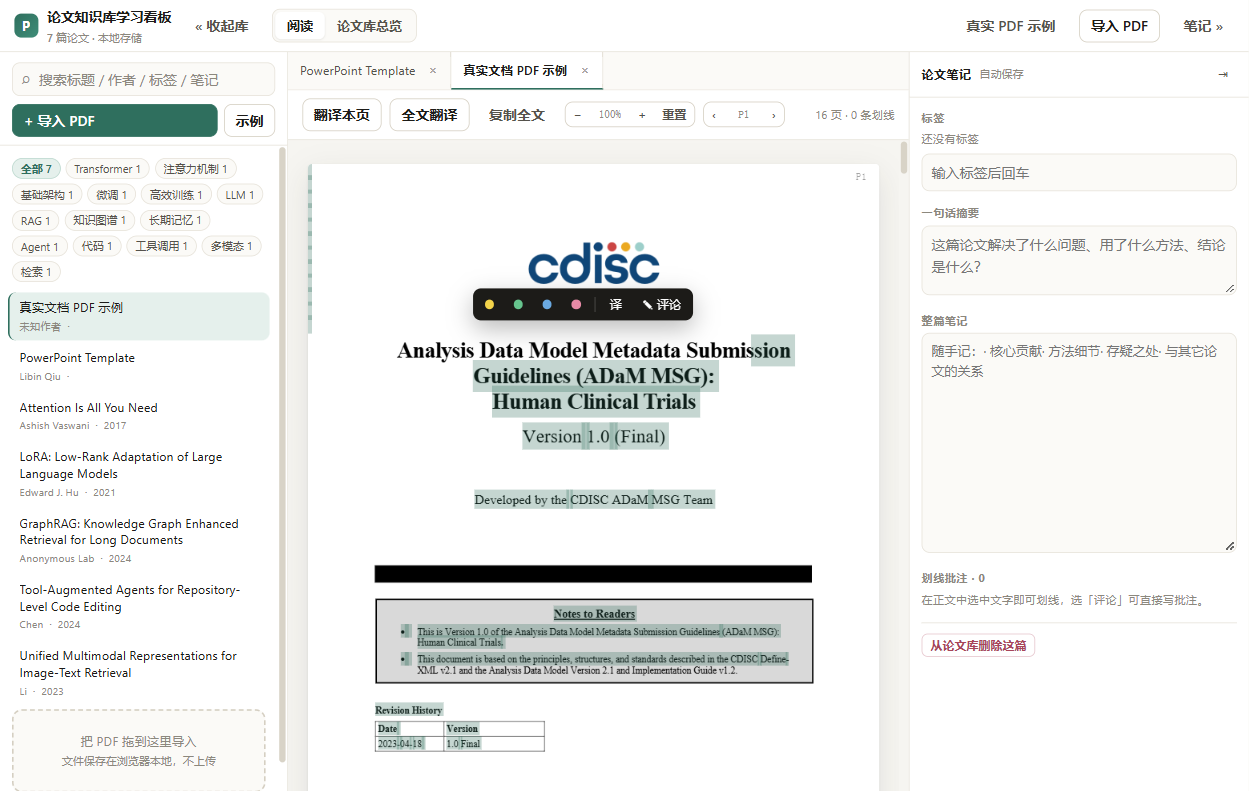 P
论文知识库学习看板
7 篇论文 · 本地存储
« 收起库
阅读
论文库总览
真实 PDF 示例
导入 PDF
笔记 »
搜索标题 / 作者 / 标签 / 笔记
+ 导入 PDF
示例
全部 7
Transformer 1
注意力机制 1
基础架构 1
微调 1
高效训练 1
LLM 1
RAG 1
知识图谱 1
长期记忆 1
Agent 1
代码 1
工具调用 1
多模态 1
检索 1
真实文档 PDF 示例
未知作者 ·
PowerPoint Template
Libin Qiu ·
Attention Is All You Need
Ashish Vaswani · 2017
LoRA: Low-Rank Adaptation of Large
Language Models
Edward J. Hu · 2021
GraphRAG: Knowledge Graph Enhanced
Retrieval for Long Documents
Anonymous Lab · 2024
Tool-Augmented Agents for Repository-
Level Code Editing
Chen · 2024
Unified Multimodal Representations for
Image-Text Retrieval
Li · 2023
把 PDF 拖到这里导入
文件保存在浏览器本地，不上传
PowerPoint Template ×
真实文档 PDF 示例 ×
翻译本页
全文翻译
复制全文
− 100% + 重置
‹ P1 ›
16 页 · 0 条划线
P1
cdisc
译
评论
Analysis Data Model Metadata Submission
Guidelines (ADaM MSG):
Human Clinical Trials
Version 1.0 (Final)
Developed by the CDISC ADaM MSG Team
Notes to Readers
• This is Version 1.0 of the Analysis Data Model Metadata Submission Guidelines (ADaM MSG):
Human Clinical Trials.
• This document is based on the principles, structures, and standards described in the CDISC Define-
XML v2.1 and the Analysis Data Model Version 2.1 and Implementation Guide v1.2.
Revision History
Date Version
2023-04-18 1.0 Final
论文笔记 自动保存
⇥
标签
还没有标签
输入标签后回车
一句话摘要
这篇论文解决了什么问题、用了什么方法、结论
是什么？
整篇笔记
随手记：· 核心贡献· 方法细节· 存疑之处· 与其它论
文的关系
划线批注 · 0
在正文中选中文字即可划线，选「评论」可直接写批注。
从论文库删除这篇